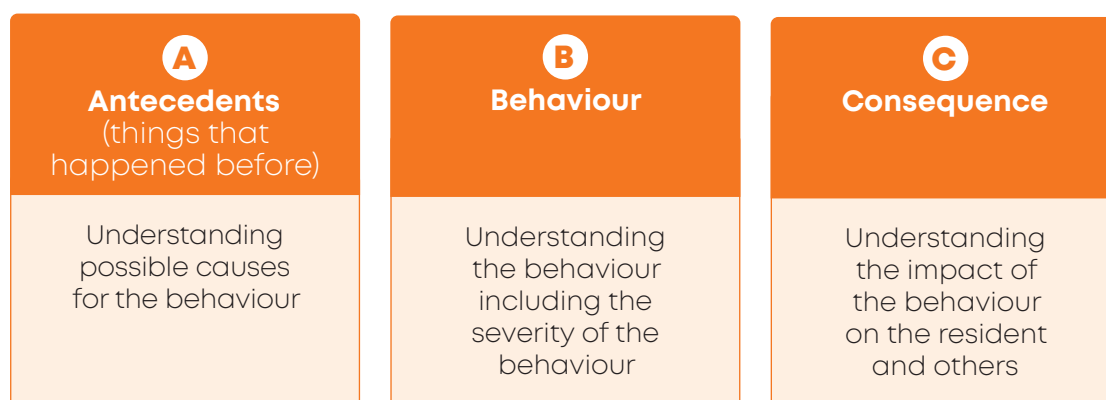 A
Antecedents
(things that
happened before)
Understanding
possible causes
for the behaviour
B
Behaviour
Understanding
the behaviour
including the
severity of the
behaviour
C
Consequence
Understanding
the impact of
the behaviour
on the resident
and others